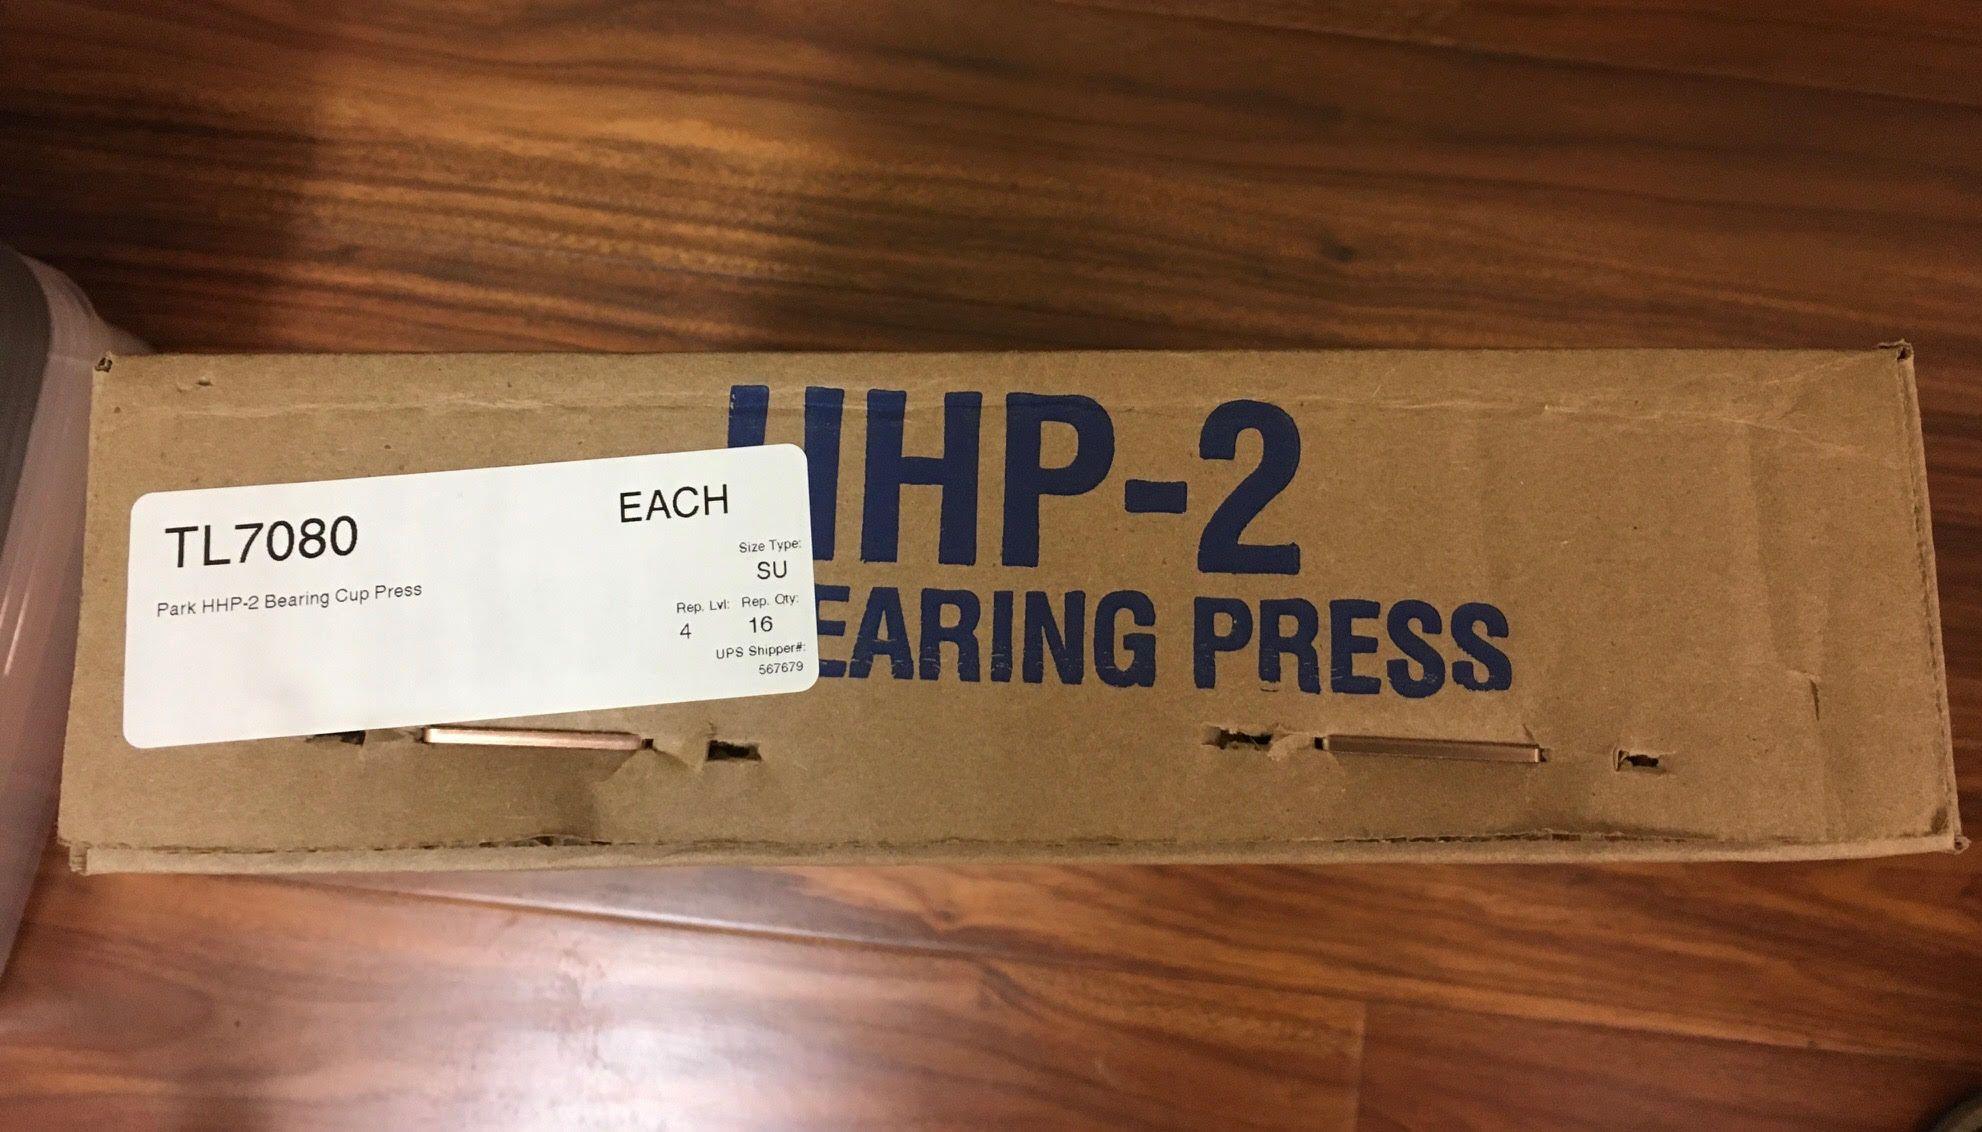 HHP-2
EARING PRESS
TL7080
EACH
Park HHP-2 Bearing Cup Press
Size Type:
SU
Rep. Lvl: Rep. Qty:
4 16
UPS Shipper#:
567679